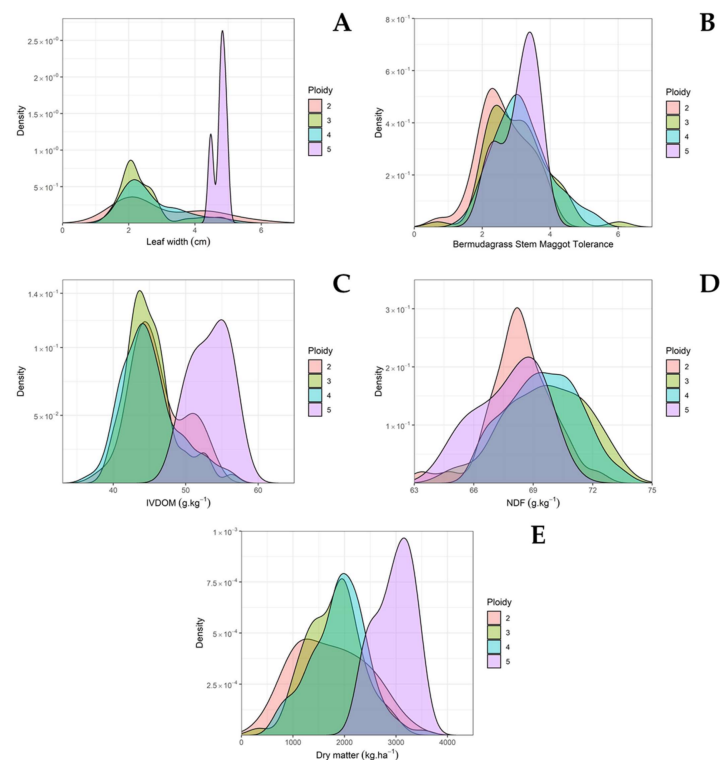 A
2.5 × 10⁻⁰
2 × 10⁻⁰
1.5 × 10⁻⁰
1 × 10⁻⁰
5 × 10⁻¹
Density
0 2 4 6
Leaf width (cm)
Ploidy
2
3
4
5
B
8 × 10⁻¹
6 × 10⁻¹
4 × 10⁻¹
2 × 10⁻¹
Density
0 2 4 6
Bermudagrass Stem Maggot Tolerance
Ploidy
2
3
4
5
C
1.4 × 10⁻¹
1 × 10⁻¹
5 × 10⁻²
Density
40 50 60
IVDOM (g.kg⁻¹)
Ploidy
2
3
4
5
D
3 × 10⁻¹
2 × 10⁻¹
1 × 10⁻¹
Density
63 66 69 72 75
NDF (g.kg⁻¹)
Ploidy
2
3
4
5
E
1 × 10⁻³
7.5 × 10⁻⁴
5 × 10⁻⁴
2.5 × 10⁻⁴
Density
0 1000 2000 3000 4000
Dry matter (kg.ha⁻¹)
Ploidy
2
3
4
5